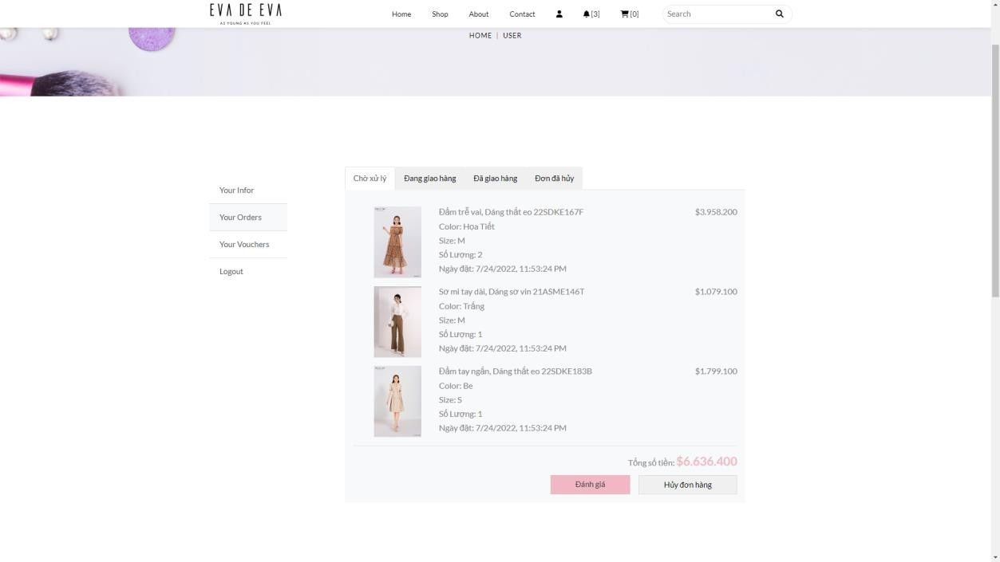 EVA DE EVA
AS YOUNG AS YOU FEEL
Home Shop About Contact [3] [0] Search
HOME | USER
Your Infor
Your Orders
Your Vouchers
Logout
Chờ xử lý Đang giao hàng Đã giao hàng Đơn đã hủy
Đầm trễ vai, Dáng thắt eo 22SDKE167F $3.958.200
Color: Họa Tiết
Size: M
Số Lượng: 2
Ngày đặt: 7/24/2022, 11:53:24 PM
Sơ mi tay dài, Dáng sơ vin 21ASME146T $1.079.100
Color: Trắng
Size: M
Số Lượng: 1
Ngày đặt: 7/24/2022, 11:53:24 PM
Đầm tay ngắn, Dáng thắt eo 22SDKE183B $1.799.100
Color: Be
Size: S
Số Lượng: 1
Ngày đặt: 7/24/2022, 11:53:24 PM
Tổng số tiền: $6.636.400
Đánh giá Hủy đơn hàng